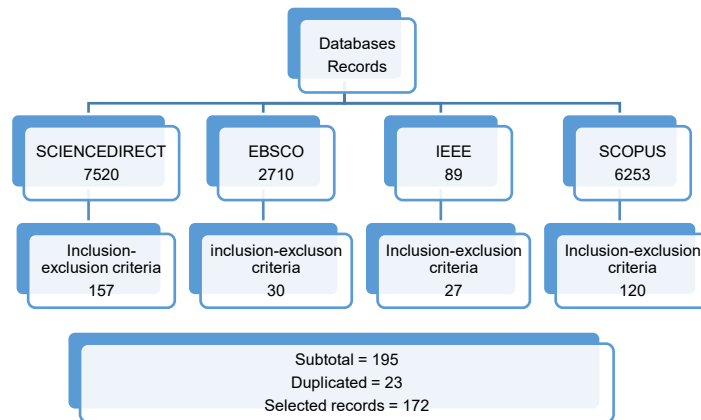 Databases
Records
SCIENCEDIRECT
7520
EBSCO
2710
IEEE
89
SCOPUS
6253
Inclusion-
exclusion criteria
157
inclusion-excluson
criteria
30
Inclusion-exclusion
criteria
27
Inclusion-exclusion
criteria
120
Subtotal = 195
Duplicated = 23
Selected records = 172